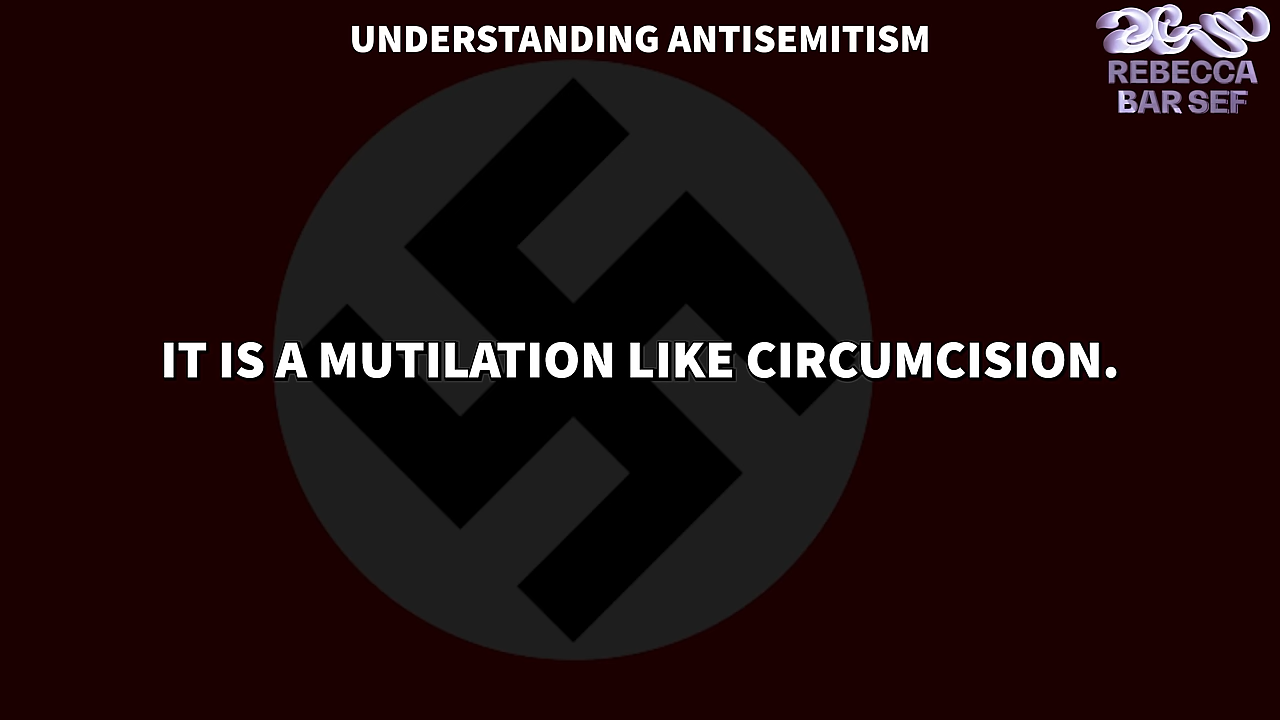 UNDERSTANDING ANTISEMITISM
REBECCA
BAR SEF
IT IS A MUTILATION LIKE CIRCUMCISION.